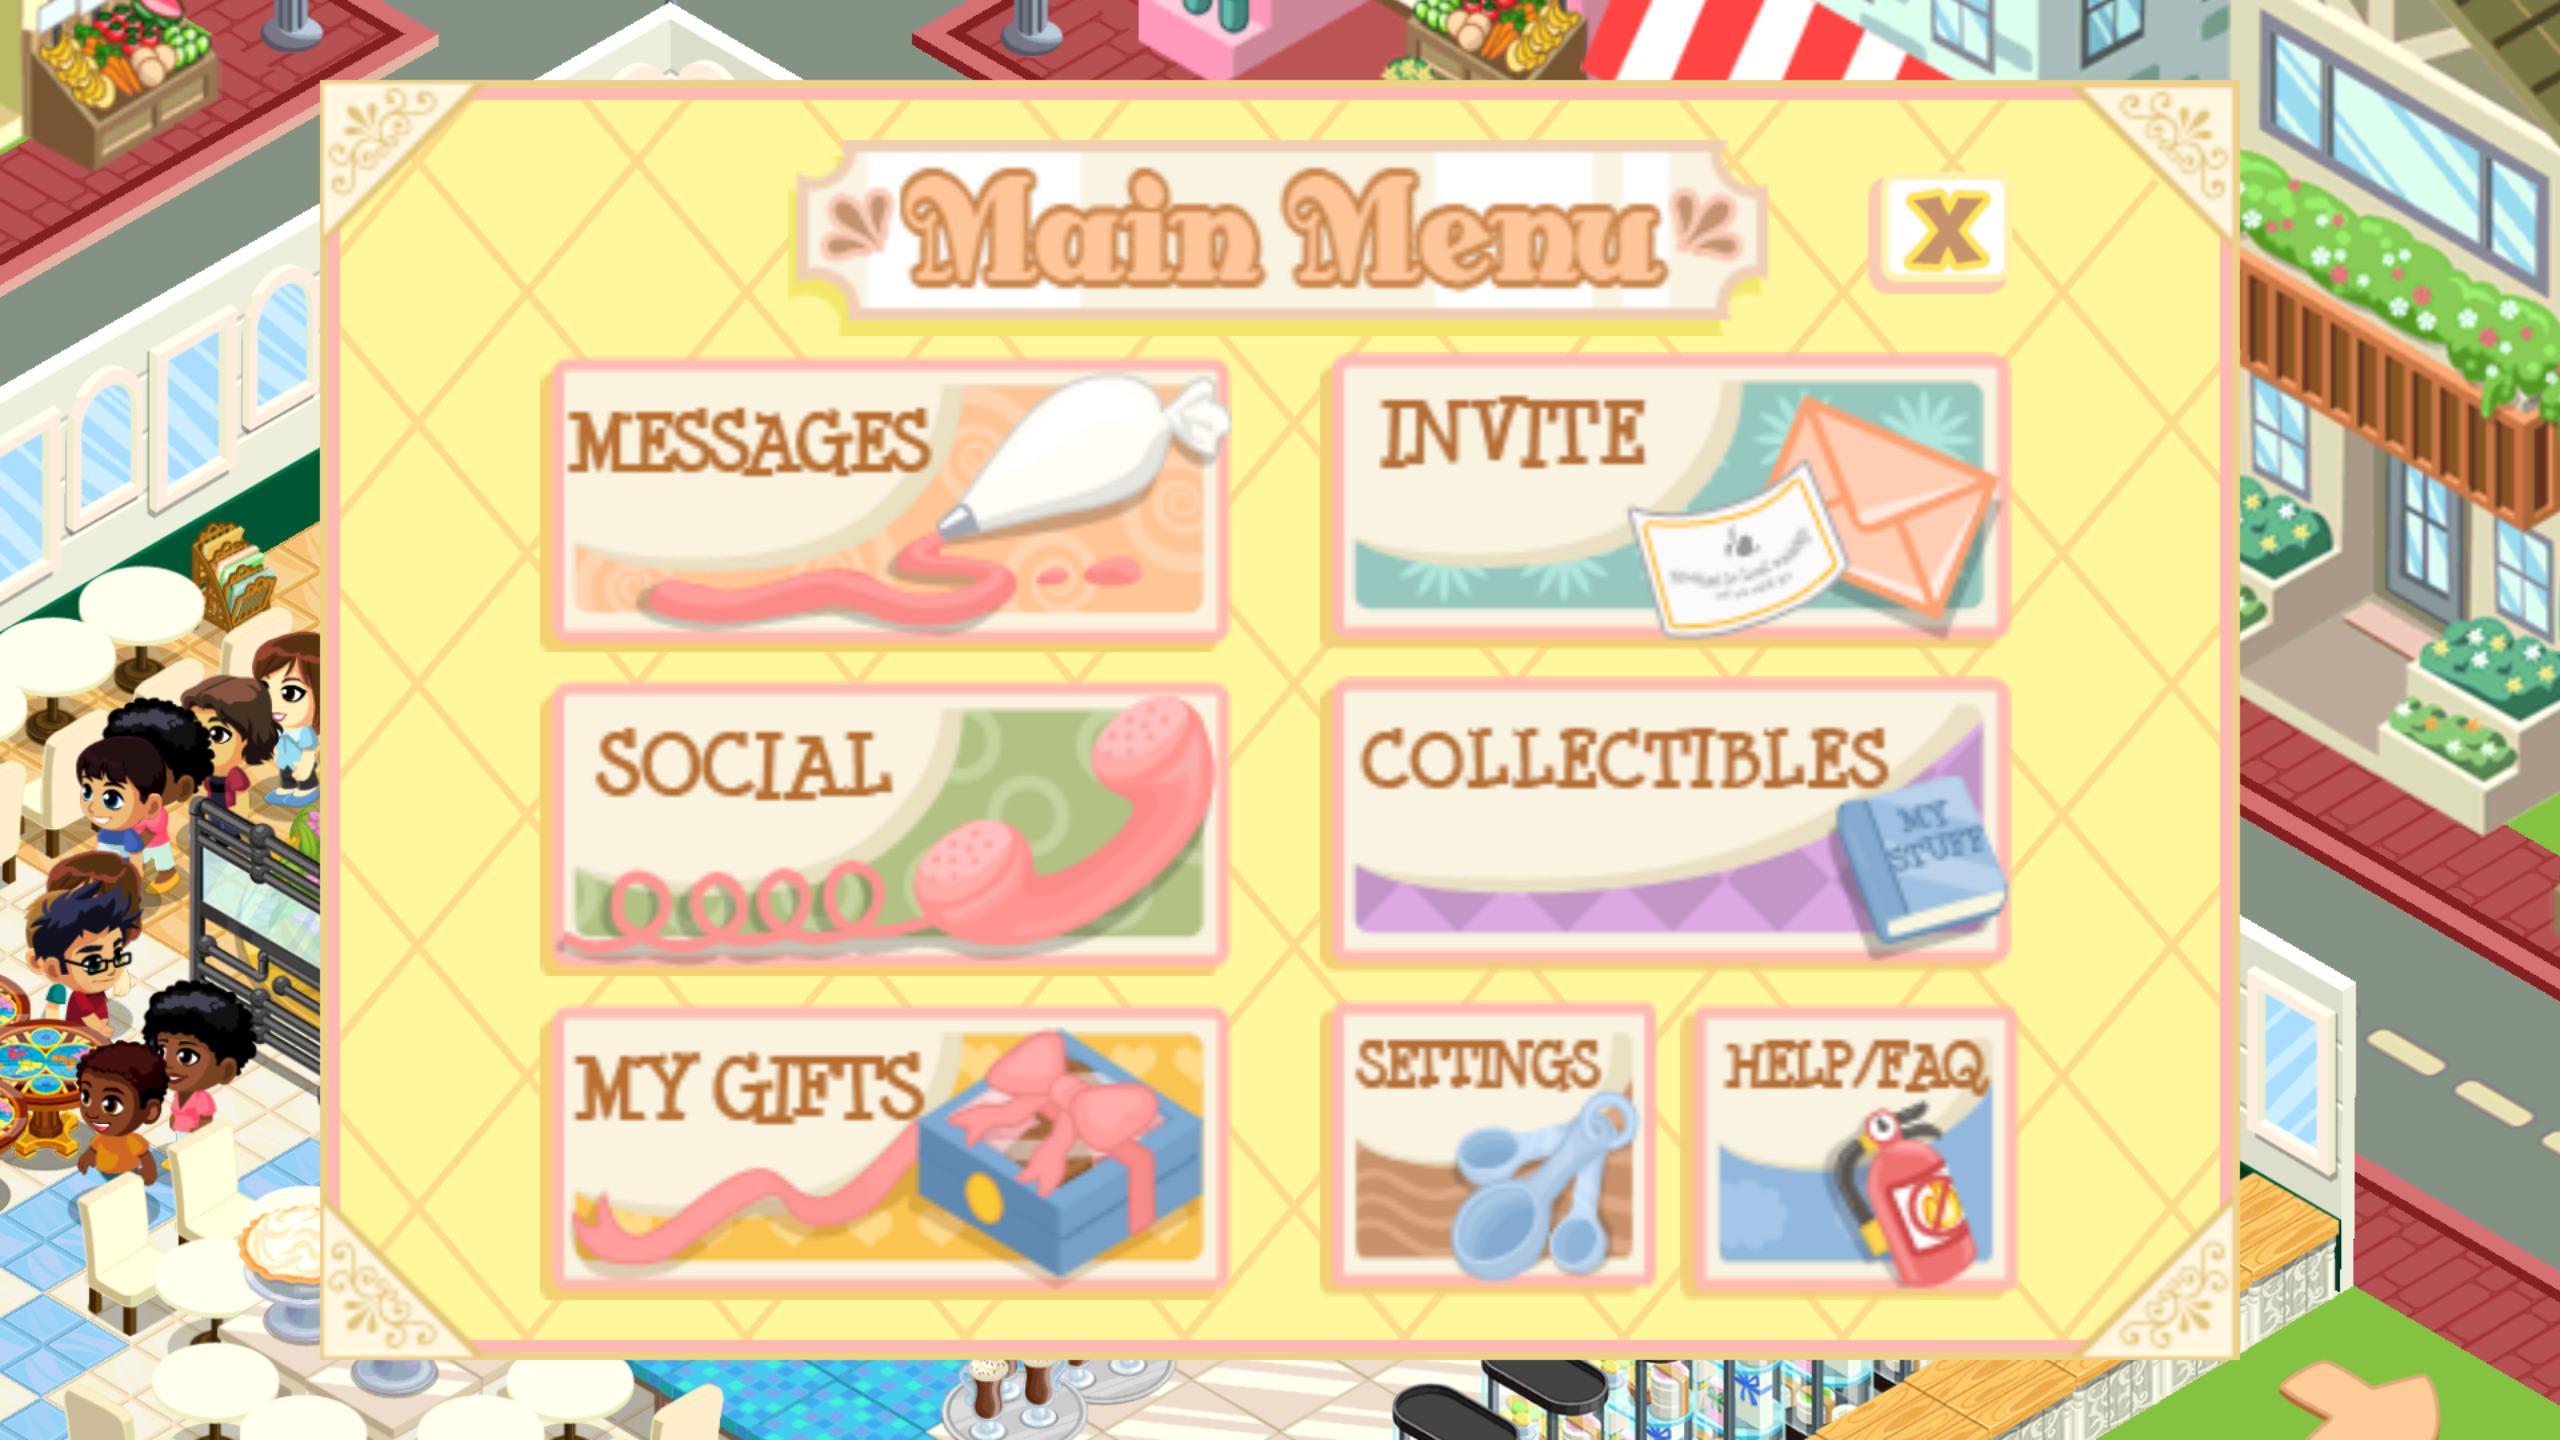 Main Menu
X
MESSAGES
INVITE
SOCIAL
COLLECTIBLES
MY
STUFF
MY GIFTS
SETTINGS
HELP/FAQ